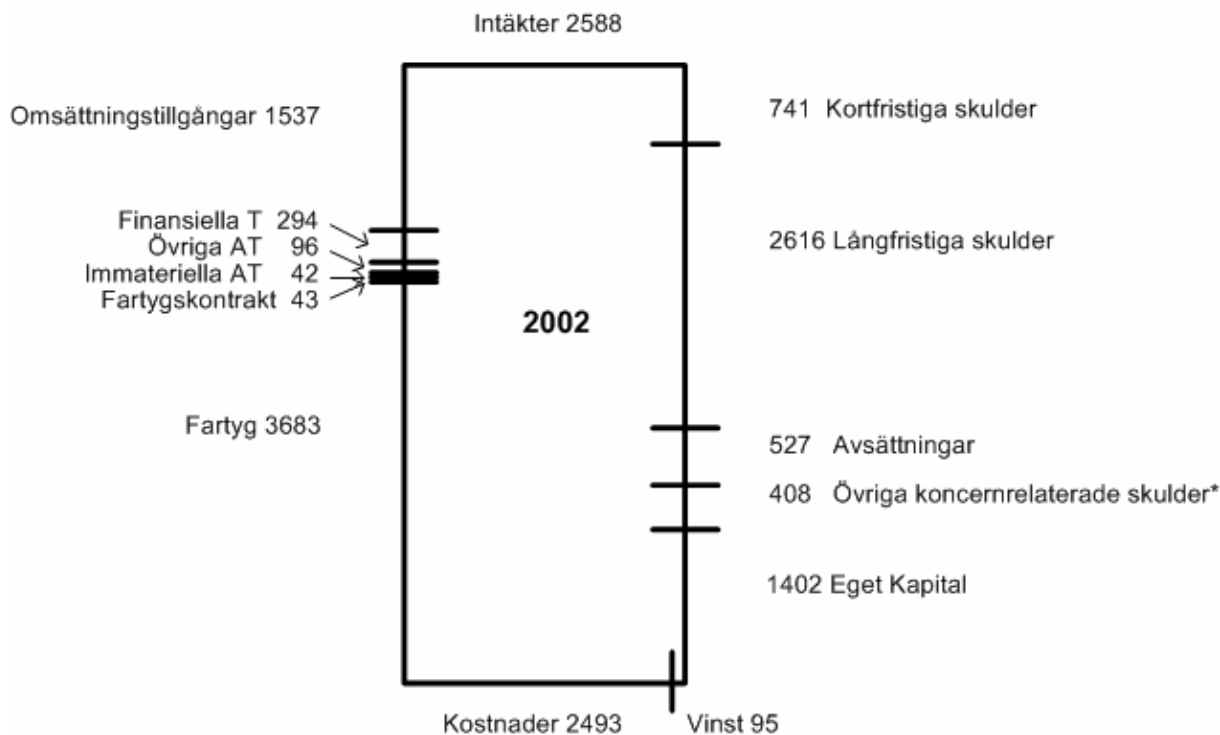 Intäkter 2588
Omsättningstillgångar 1537
741 Kortfristiga skulder
Finansiella T 294
Övriga AT 96
Immateriella AT 42
Fartygskontrakt 43
2616 Långfristiga skulder
2002
Fartyg 3683
527 Avsättningar
408 Övriga koncernrelaterade skulder*
1402 Eget Kapital
Kostnader 2493
Vinst 95